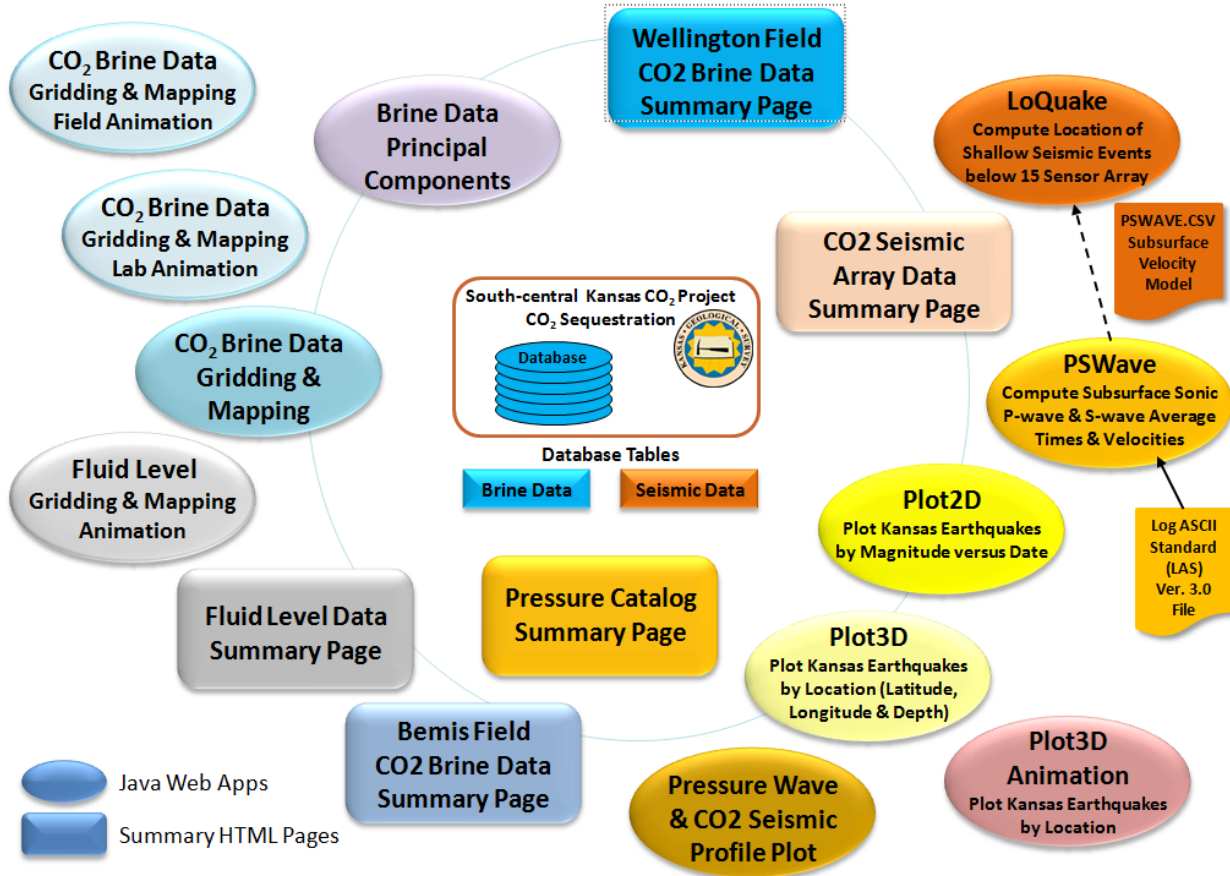 CO₂ Brine Data
Gridding & Mapping
Field Animation
Brine Data
Principal
Components
Wellington Field
CO2 Brine Data
Summary Page
LoQuake
Compute Location of
Shallow Seismic Events
below 15 Sensor Array
CO₂ Brine Data
Gridding & Mapping
Lab Animation
CO2 Seismic
Array Data
Summary Page
PSWAVE.CSV
Subsurface
Velocity
Model
South-central Kansas CO₂ Project
CO₂ Sequestration
KANSAS GEOLOGICAL SURVEY
Database
CO₂ Brine Data
Gridding &
Mapping
PSWave
Compute Subsurface Sonic
P-wave & S-wave Average
Times & Velocities
Database Tables
Brine Data
Seismic Data
Fluid Level
Gridding & Mapping
Animation
Plot2D
Plot Kansas Earthquakes
by Magnitude versus Date
Log ASCII
Standard
(LAS)
Ver. 3.0
File
Fluid Level Data
Summary Page
Pressure Catalog
Summary Page
Plot3D
Plot Kansas Earthquakes
by Location (Latitude,
Longitude & Depth)
Bemis Field
CO2 Brine Data
Summary Page
Pressure Wave
& CO2 Seismic
Profile Plot
Plot3D
Animation
Plot Kansas Earthquakes
by Location
Java Web Apps
Summary HTML Pages